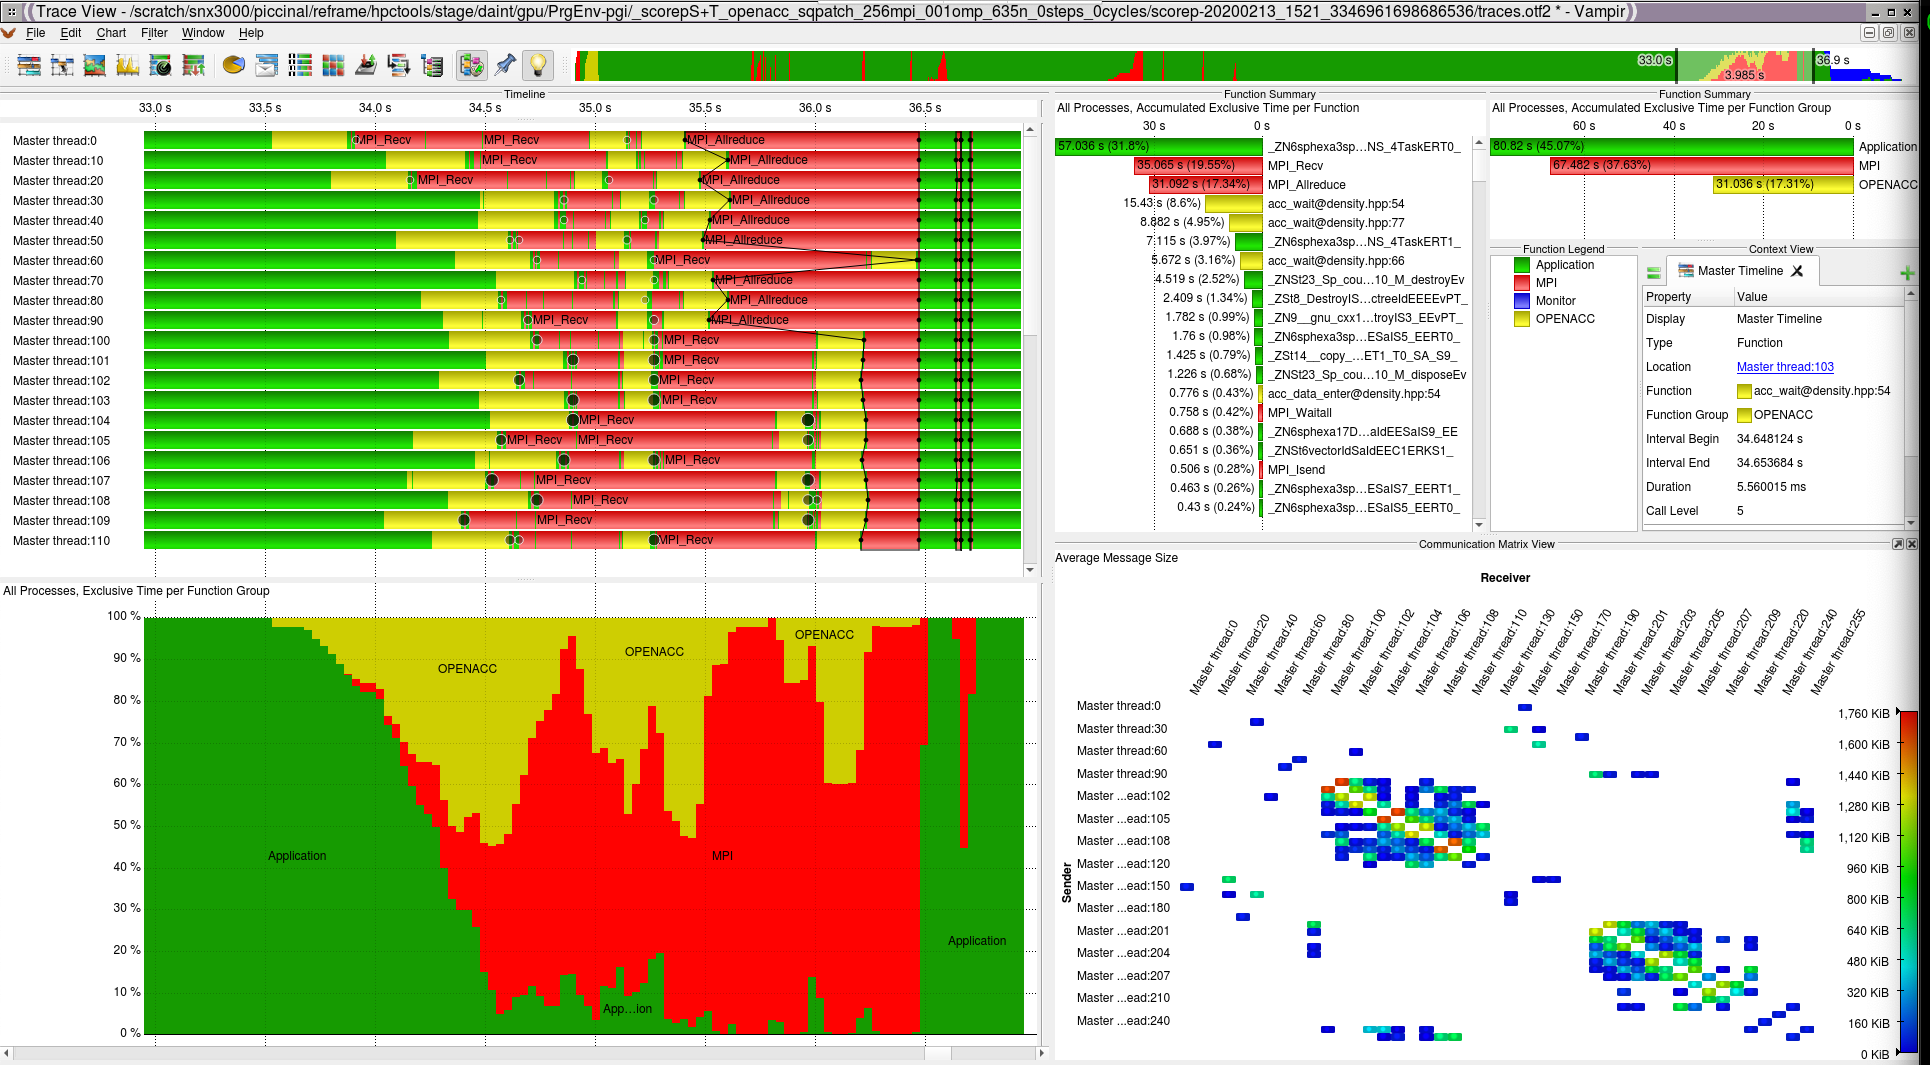 Trace View - /scratch/snx3000/piccinal/reframe/hpctools/stage/daint/gpu/PrgEnv-pgi/_scorepS+T_openacc_sqpatch_256mpi_001omp_635n_0steps_0cycles/scorep-20200213_1521_3346961698686536/traces.otf2 * - Vampir
File Edit Chart Filter Window Help
33.0 s 3.985 s 36.9 s
Timeline
33.0 s 33.5 s 34.0 s 34.5 s 35.0 s 35.5 s 36.0 s 36.5 s
Master thread:0 MPI_Recv MPI_Recv MPI_Allreduce
Master thread:10 MPI_Recv MPI_Allreduce
Master thread:20 MPI_Recv MPI_Allreduce
Master thread:30 MPI_Allreduce
Master thread:40 MPI_Allreduce
Master thread:50 MPI_Allreduce
Master thread:60 MPI_Recv
Master thread:70 MPI_Allreduce
Master thread:80 MPI_Allreduce
Master thread:90 MPI_Recv MPI_Allreduce
Master thread:100 MPI_Recv
Master thread:101 MPI_Recv
Master thread:102 MPI_Recv
Master thread:103 MPI_Recv
Master thread:104 MPI_Recv
Master thread:105 MPI_Recv MPI_Recv
Master thread:106 MPI_Recv
Master thread:107 MPI_Recv
Master thread:108 MPI_Recv
Master thread:109 MPI_Recv
Master thread:110 MPI_Recv
All Processes, Exclusive Time per Function Group
100 %
90 %
80 %
70 %
60 %
50 %
40 %
30 %
20 %
10 %
0 %
OPENACC
OPENACC
OPENACC
Application
MPI
App...ion
Application
Function Summary
All Processes, Accumulated Exclusive Time per Function
30 s 0 s
57.036 s (31.8%) _ZN6sphexa3sp...NS_4TaskERT0_
35.065 s (19.55%) MPI_Recv
31.092 s (17.34%) MPI_Allreduce
15.43 s (8.6%) acc_wait@density.hpp:54
8.882 s (4.95%) acc_wait@density.hpp:77
7.115 s (3.97%) _ZN6sphexa3sp...NS_4TaskERT1_
5.672 s (3.16%) acc_wait@density.hpp:66
4.519 s (2.52%) _ZNSt23_Sp_cou...10_M_destroyEv
2.409 s (1.34%) _ZSt8_DestroyIS...ctreeIdEEEEvPT_
1.782 s (0.99%) _ZN9__gnu_cxx1...troyIS3_EEvPT_
1.76 s (0.98%) _ZN6sphexa3sp...ESaIS5_EERT0_
1.425 s (0.79%) _ZSt14__copy_...ET1_T0_SA_S9_
1.226 s (0.68%) _ZNSt23_Sp_cou...10_M_disposeEv
0.776 s (0.43%) acc_data_enter@density.hpp:54
0.758 s (0.42%) MPI_Waitall
0.688 s (0.38%) _ZN6sphexa17D...aIdEESaIS9_EE
0.651 s (0.36%) _ZNSt6vectorIdSaIdEEC1ERKS1_
0.506 s (0.28%) MPI_Isend
0.463 s (0.26%) _ZN6sphexa3sp...ESaIS7_EERT1_
0.43 s (0.24%) _ZN6sphexa3sp...ESaIS5_EERT0_
Function Summary
All Processes, Accumulated Exclusive Time per Function Group
60 s 40 s 20 s 0 s
80.82 s (45.07%) Application
67.482 s (37.63%) MPI
31.036 s (17.31%) OPENACC
Function Legend
Application
MPI
Monitor
OPENACC
Context View
Master Timeline
Property Value
Display Master Timeline
Type Function
Location Master thread:103
Function acc_wait@density.hpp:54
Function Group OPENACC
Interval Begin 34.648124 s
Interval End 34.653684 s
Duration 5.560015 ms
Call Level 5
Communication Matrix View
Average Message Size
Receiver
Master thread:0
Master thread:20
Master thread:40
Master thread:60
Master thread:80
Master thread:100
Master thread:102
Master thread:104
Master thread:106
Master thread:108
Master thread:110
Master thread:130
Master thread:150
Master thread:170
Master thread:190
Master thread:201
Master thread:203
Master thread:205
Master thread:207
Master thread:209
Master thread:220
Master thread:240
Master thread:255
Sender
Master thread:0
Master thread:30
Master thread:60
Master thread:90
Master ...ead:102
Master ...ead:105
Master ...ead:108
Master ...ead:120
Master ...ead:150
Master ...ead:180
Master ...ead:201
Master ...ead:204
Master ...ead:207
Master ...ead:210
Master ...ead:240
1,760 KiB
1,600 KiB
1,440 KiB
1,280 KiB
1,120 KiB
960 KiB
800 KiB
640 KiB
480 KiB
320 KiB
160 KiB
0 KiB